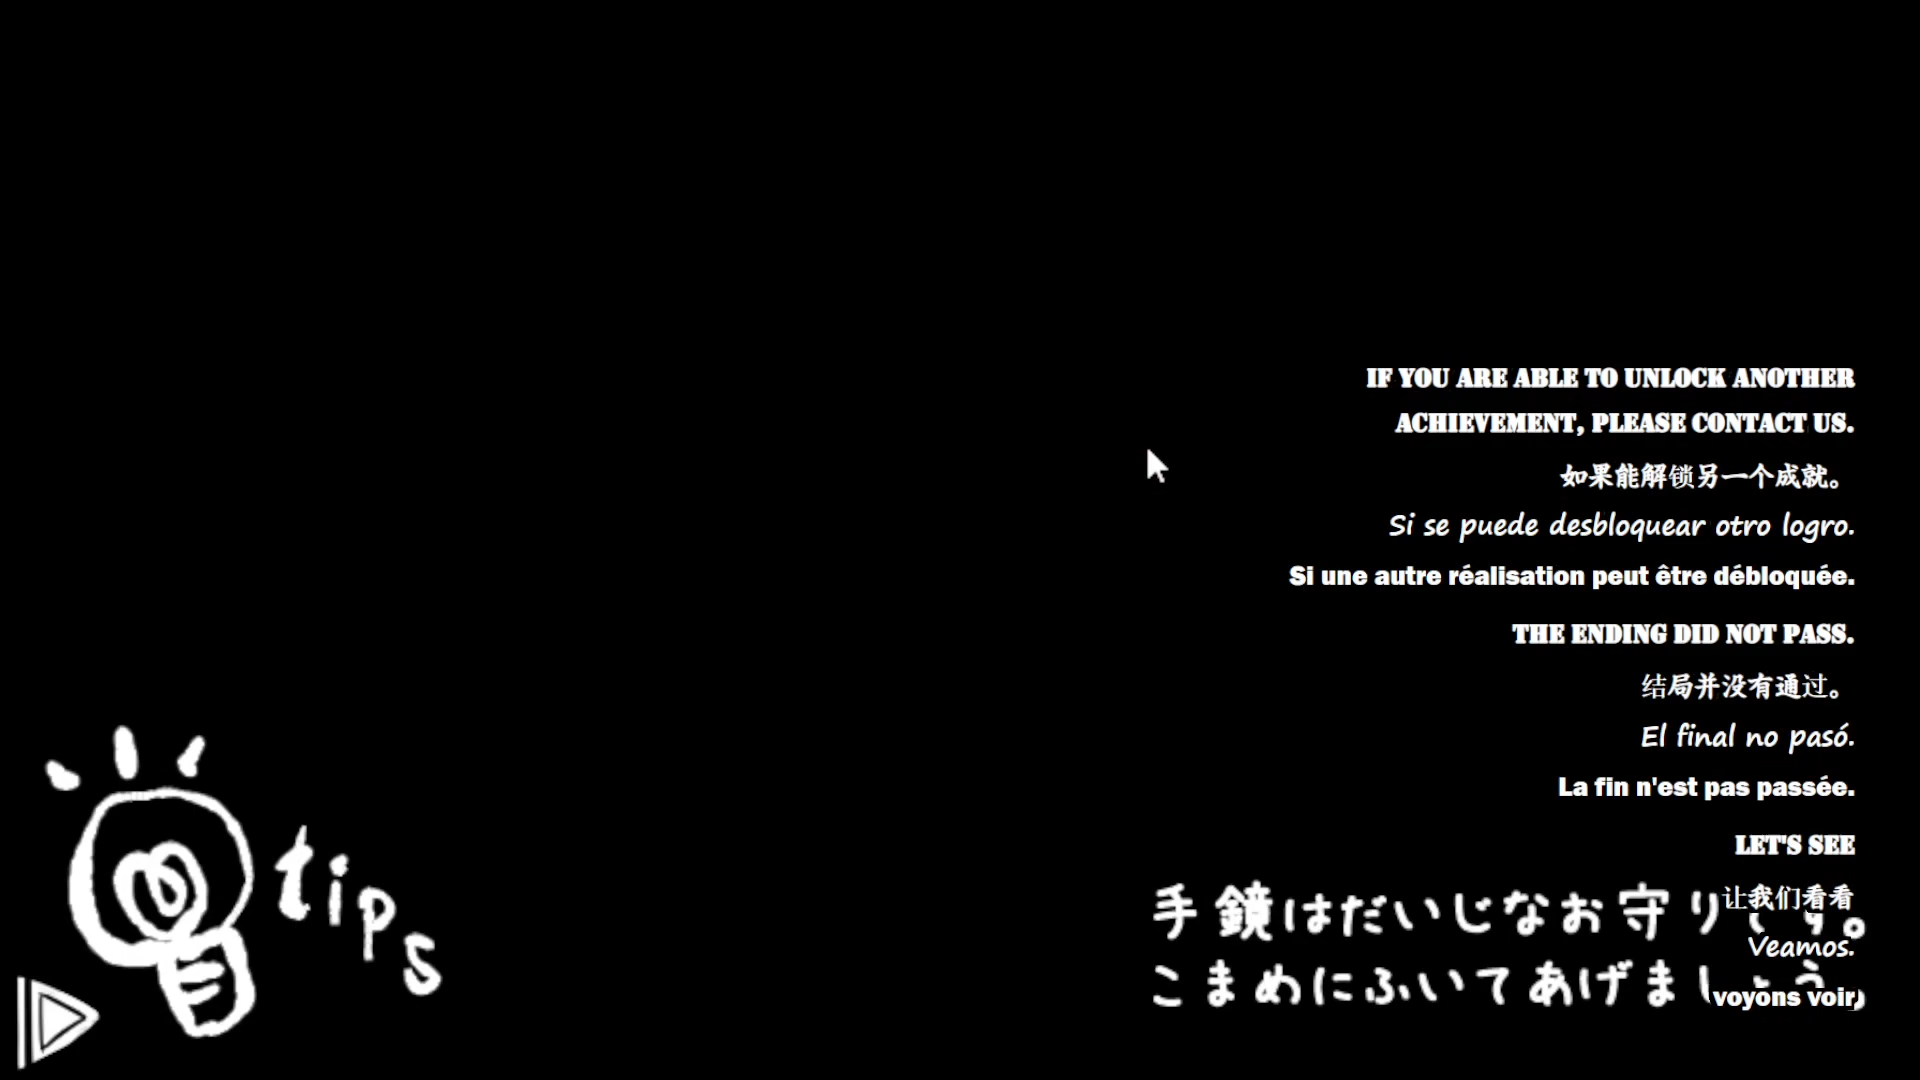 IF YOU ARE ABLE TO UNLOCK ANOTHER
ACHIEVEMENT, PLEASE CONTACT US.
如果能解锁另一个成就。
Si se puede desbloquear otro logro.
Si une autre réalisation peut être débloquée.
THE ENDING DID NOT PASS.
结局并没有通过。
El final no pasó.
La fin n'est pas passée.
LET'S SEE
让我们看看
Veamos.
voyons voir
tips
手鏡はだいじなお守りです。
こまめにふいてあげましょう